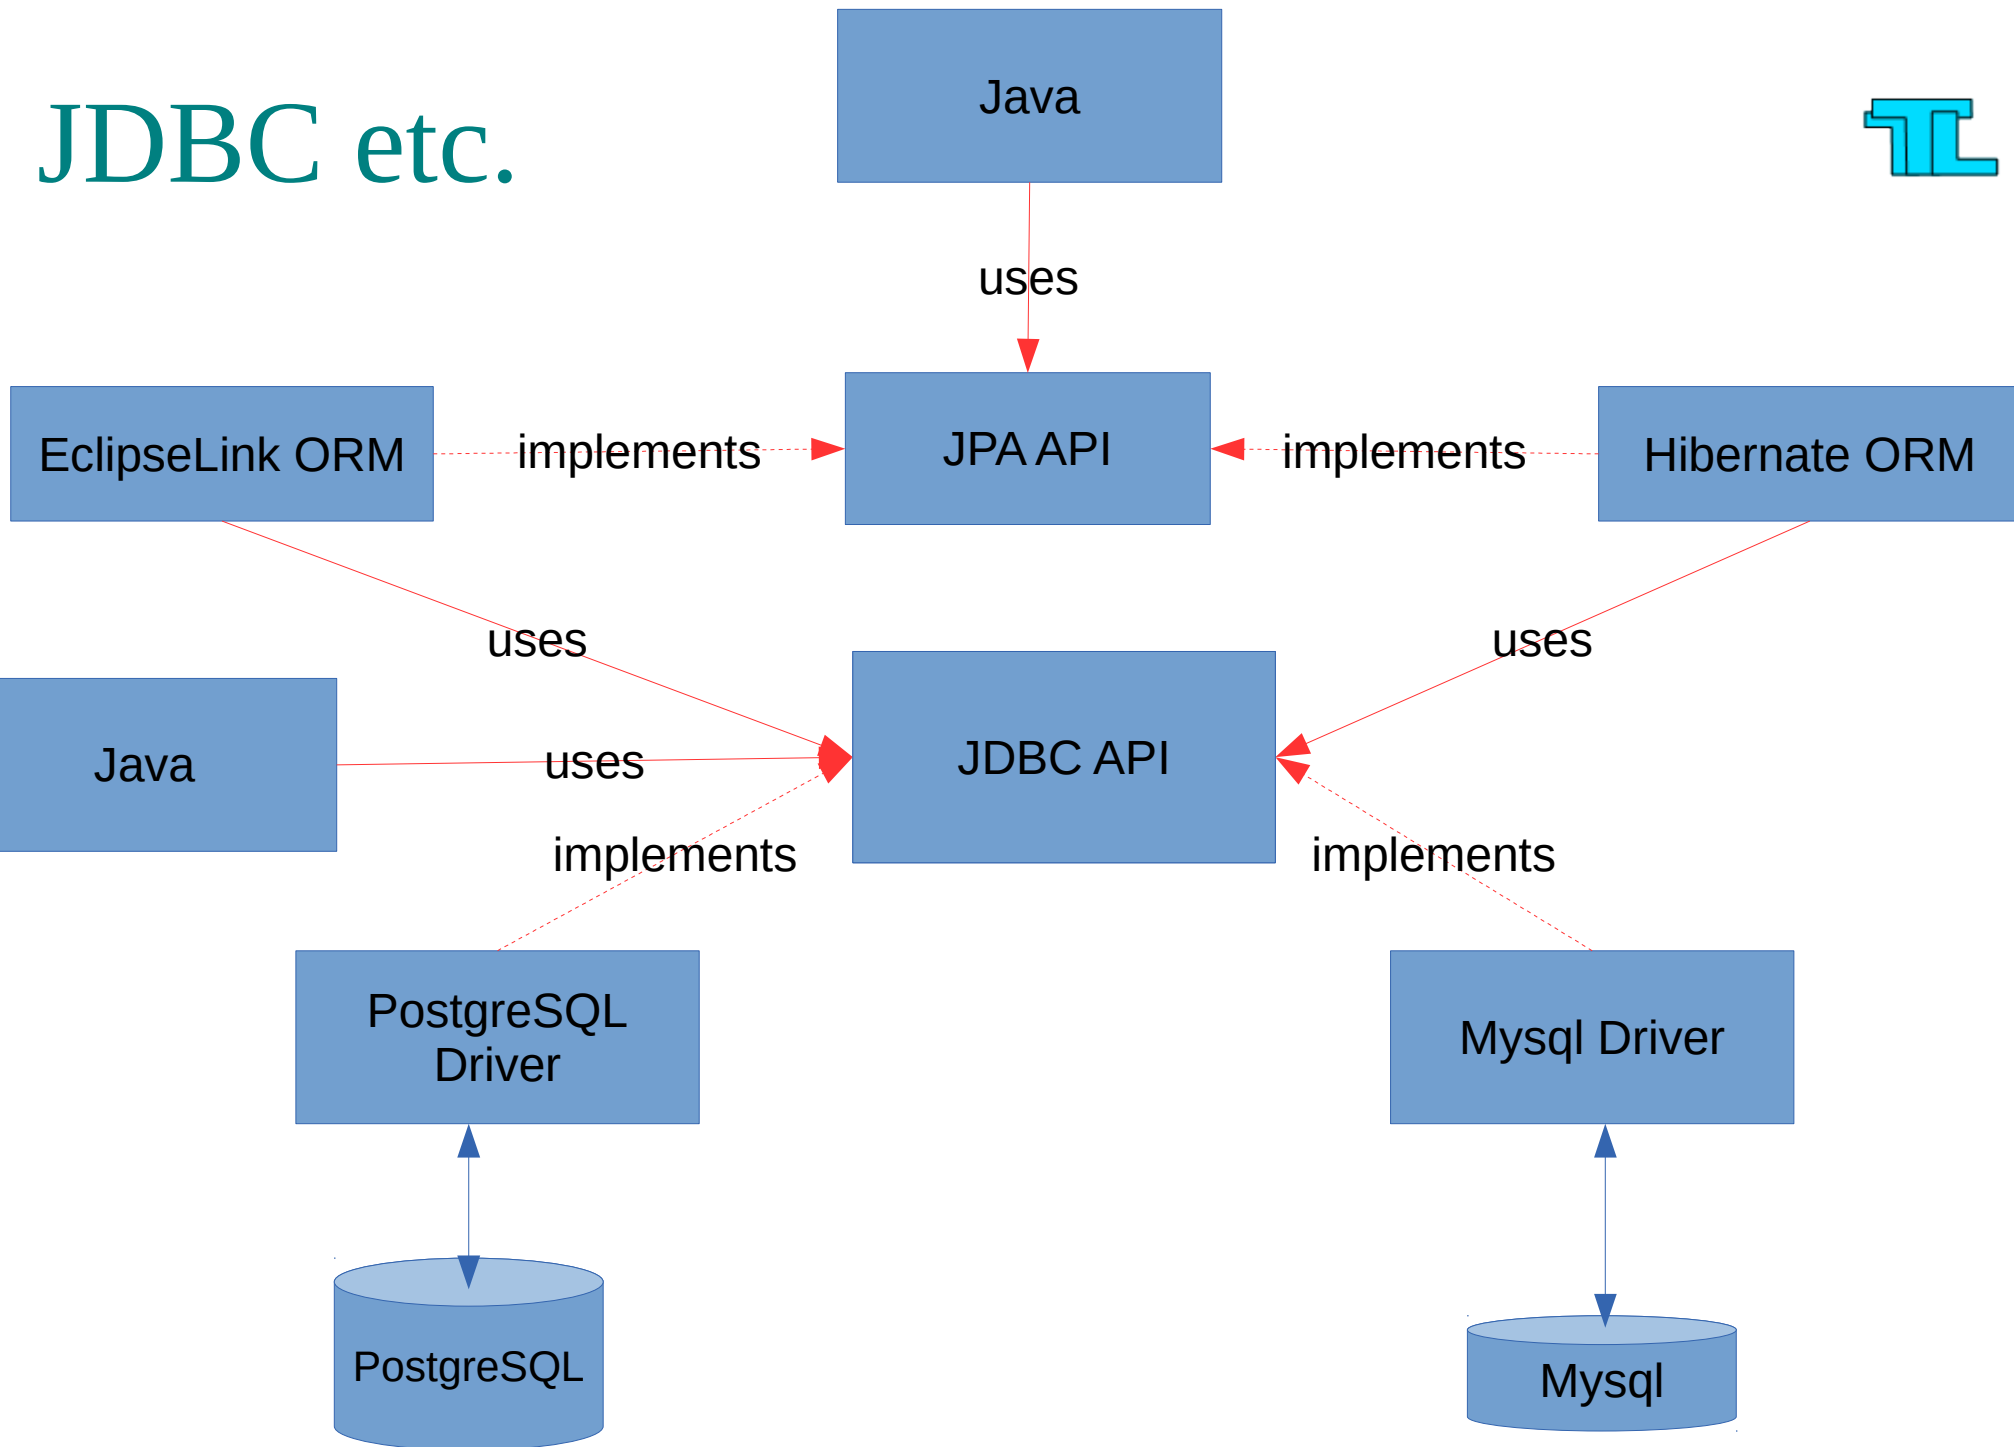 JDBC etc.
Java
TTL
uses
EclipseLink ORM
implements
JPA API
implements
Hibernate ORM
uses
uses
Java
uses
JDBC API
implements
implements
PostgreSQL
Driver
Mysql Driver
PostgreSQL
Mysql